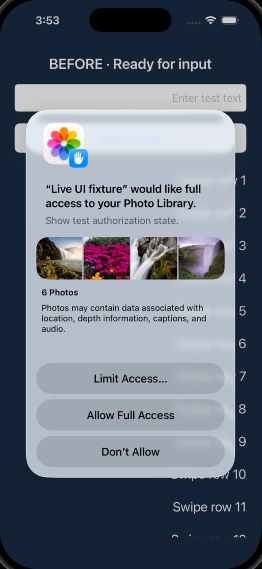 3:53
BEFORE · Ready for input
Enter test text
“Live UI fixture” would like full
access to your Photo Library.
Show test authorization state.
6 Photos
Photos may contain data associated with
location, depth information, captions, and
audio.
Limit Access...
Allow Full Access
Don’t Allow
1
2
3
4
5
6
7
8
9
Swipe row 10
Swipe row 11